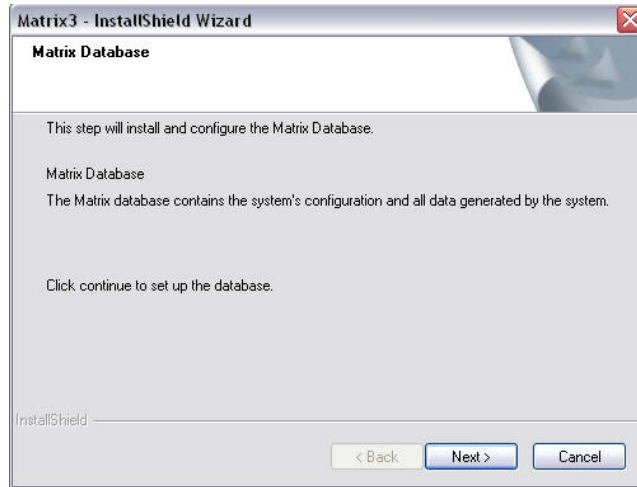 Matrix3 - InstallShield Wizard
Matrix Database
This step will install and configure the Matrix Database.
Matrix Database
The Matrix database contains the system's configuration and all data generated by the system.
Click continue to set up the database.
InstallShield
< Back Next > Cancel